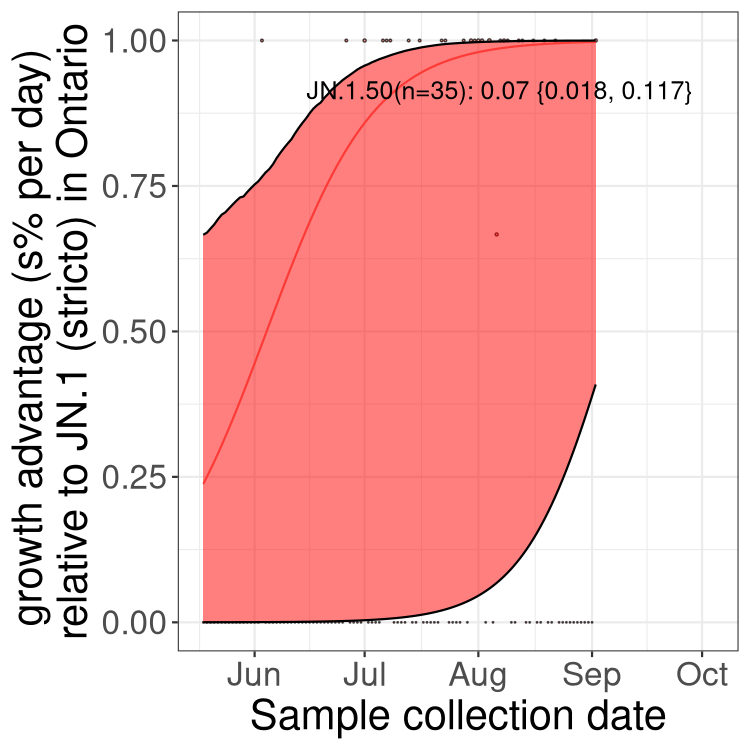 growth advantage (s% per day)
relative to JN.1 (stricto) in Ontario
1.00
0.75
0.50
0.25
0.00
JN.1.50(n=35): 0.07 {0.018, 0.117}
Jun Jul Aug Sep Oct
Sample collection date